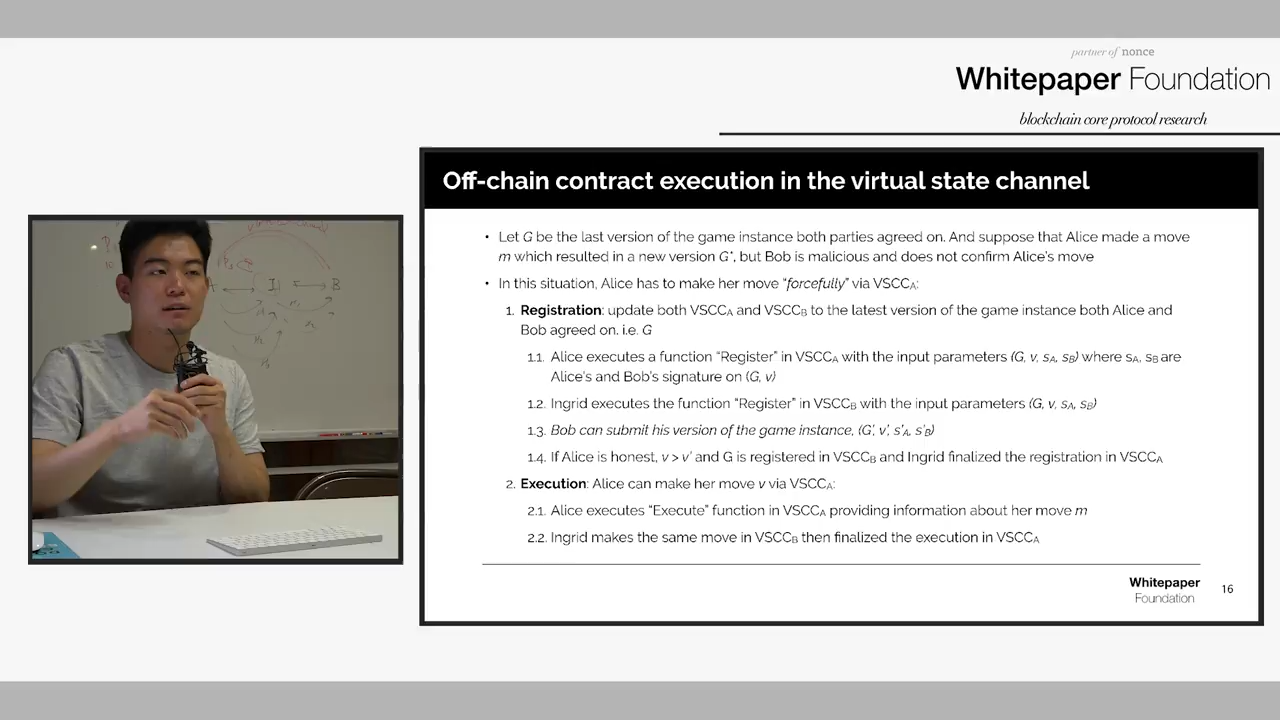 partner of nonce
Whitepaper Foundation
blockchain core protocol research
Off-chain contract execution in the virtual state channel
• Let G be the last version of the game instance both parties agreed on. And suppose that Alice made a move
m which resulted in a new version G*, but Bob is malicious and does not confirm Alice's move
• In this situation, Alice has to make her move "forcefully" via VSCCA:
1. Registration: update both VSCCA and VSCCB to the latest version of the game instance both Alice and
Bob agreed on. i.e. G
1.1. Alice executes a function "Register" in VSCCA with the input parameters (G, v, sA, sB) where sA, sB are
Alice's and Bob's signature on (G, v)
1.2. Ingrid executes the function "Register" in VSCCB with the input parameters (G, v, sA, sB)
1.3. Bob can submit his version of the game instance, (G', v', s'A, s'B)
1.4. If Alice is honest, v > v' and G is registered in VSCCB and Ingrid finalized the registration in VSCCA
2. Execution: Alice can make her move v via VSCCA:
2.1. Alice executes "Execute" function in VSCCA providing information about her move m
2.2. Ingrid makes the same move in VSCCB then finalized the execution in VSCCA
Whitepaper
Foundation
16
I
B